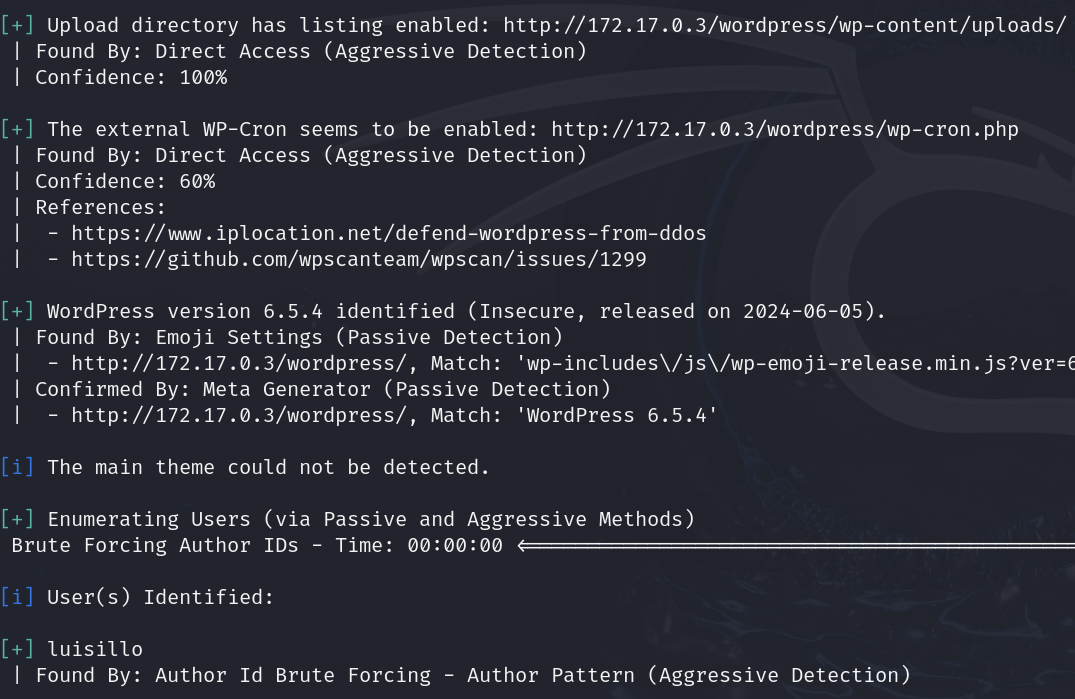 [+] Upload directory has listing enabled: http://172.17.0.3/wordpress/wp-content/uploads/
 | Found By: Direct Access (Aggressive Detection)
 | Confidence: 100%

[+] The external WP-Cron seems to be enabled: http://172.17.0.3/wordpress/wp-cron.php
 | Found By: Direct Access (Aggressive Detection)
 | Confidence: 60%
 | References:
 |  - https://www.iplocation.net/defend-wordpress-from-ddos
 |  - https://github.com/wpscanteam/wpscan/issues/1299

[+] WordPress version 6.5.4 identified (Insecure, released on 2024-06-05).
 | Found By: Emoji Settings (Passive Detection)
 |  - http://172.17.0.3/wordpress/, Match: 'wp-includes\/js\/wp-emoji-release.min.js?ver=6
 | Confirmed By: Meta Generator (Passive Detection)
 |  - http://172.17.0.3/wordpress/, Match: 'WordPress 6.5.4'

[i] The main theme could not be detected.

[+] Enumerating Users (via Passive and Aggressive Methods)
 Brute Forcing Author IDs - Time: 00:00:00 <==============================================

[i] User(s) Identified:

[+] luisillo
 | Found By: Author Id Brute Forcing - Author Pattern (Aggressive Detection)